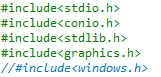 #include<stdio.h>
#include<conio.h>
#include<stdlib.h>
#include<graphics.h>
//#include<windows.h>